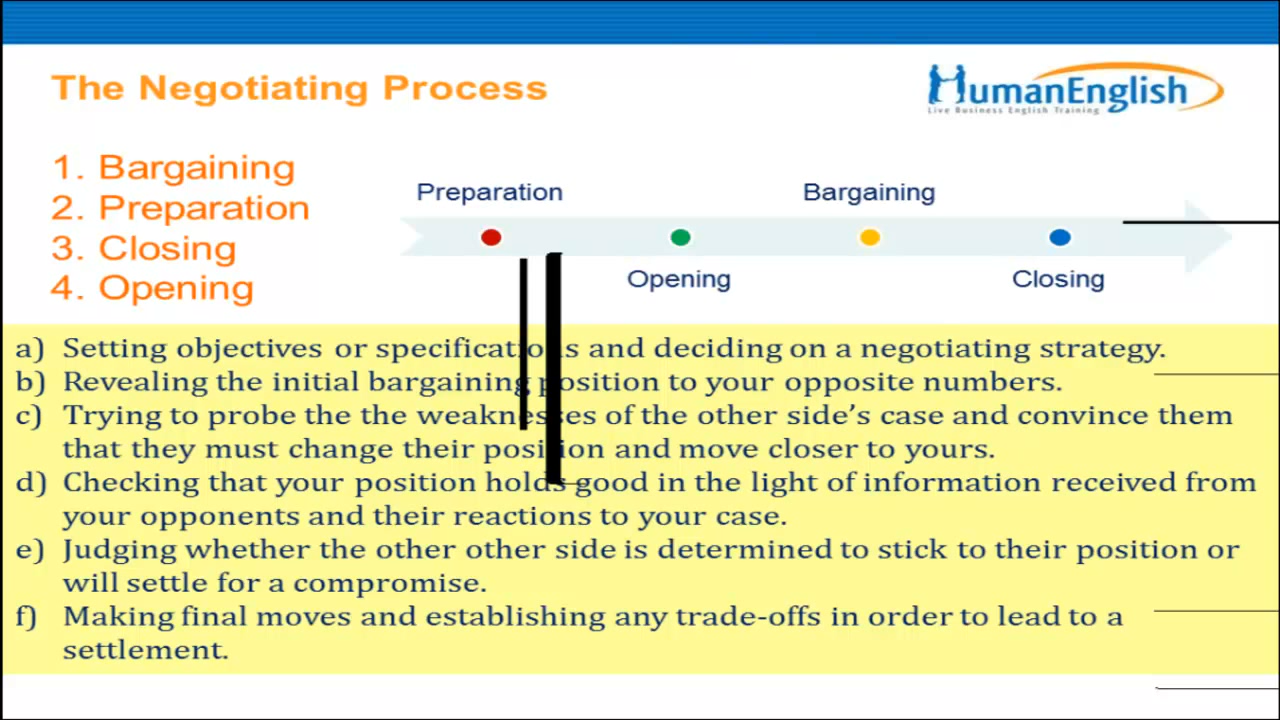 The Negotiating Process
HumanEnglish
Live Business English Training
1. Bargaining
2. Preparation
3. Closing
4. Opening
Preparation
Bargaining
Opening
Closing
a) Setting objectives or specifications and deciding on a negotiating strategy.
b) Revealing the initial bargaining position to your opposite numbers.
c) Trying to probe the the weaknesses of the other side's case and convince them
that they must change their position and move closer to yours.
d) Checking that your position holds good in the light of information received from
your opponents and their reactions to your case.
e) Judging whether the other other side is determined to stick to their position or
will settle for a compromise.
f) Making final moves and establishing any trade-offs in order to lead to a
settlement.